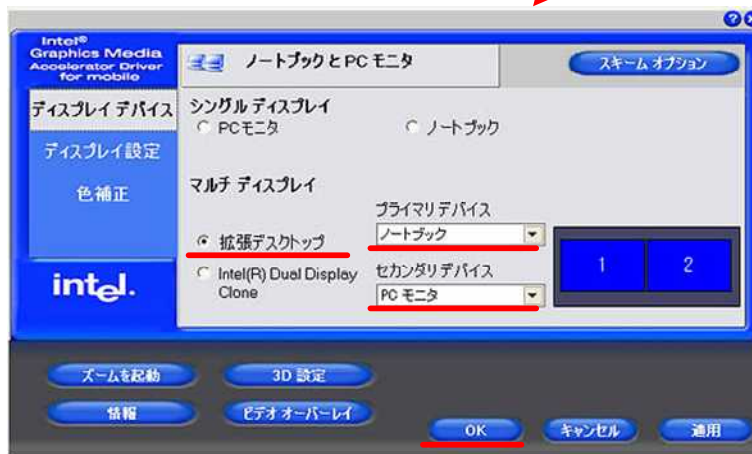 Intel®
Graphics Media
Accelerator Driver
for mobile
ノートブックとPC モニタ
スキーム オプション
ディスプレイ デバイス
ディスプレイ設定
色補正
シングル ディスプレイ
PCモニタ
ノートブック
マルチ ディスプレイ
プライマリ デバイス
拡張デスクトップ
ノートブック
Intel(R) Dual Display
Clone
セカンダリ デバイス
PC モニタ
1
2
intel.
ズームを起動
3D 設定
情報
ビデオ オーバーレイ
OK
キャンセル
適用